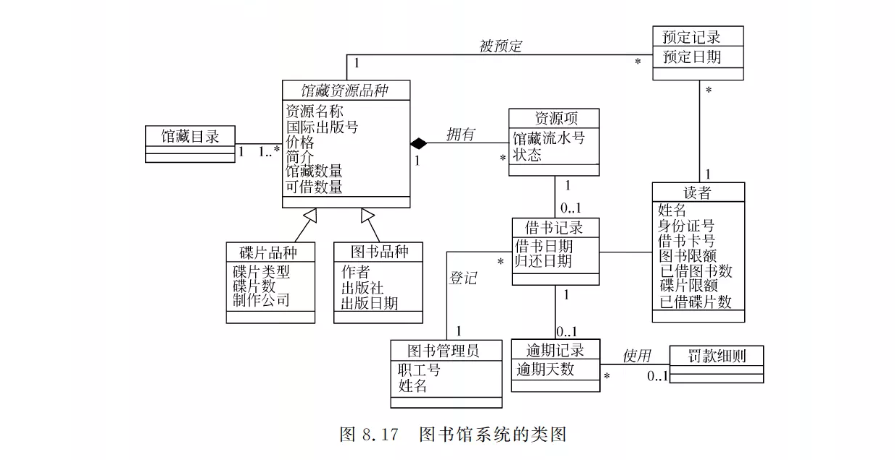 被预定
1
*
预定记录
预定日期
*
馆藏资源品种
资源名称
国际出版号
价格
简介
馆藏数量
可借数量
馆藏目录
1
1..*
1
拥有
*
资源项
馆藏流水号
状态
1
0..1
借书记录
借书日期
归还日期
1
读者
姓名
身份证号
借书卡号
图书限额
已借图书数
碟片限额
已借碟片数
碟片品种
碟片类型
碟片数
制作公司
图书品种
作者
出版社
出版日期
登记
*
1
1
0..1
图书管理员
职工号
姓名
逾期记录
逾期天数
使用
*
0..1
罚款细则
图 8.17 图书馆系统的类图